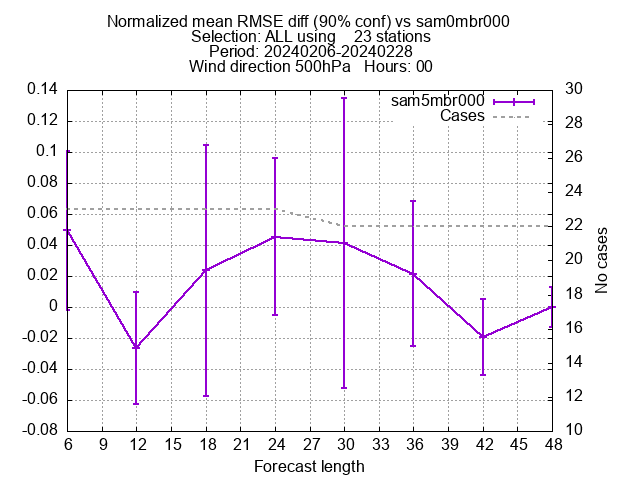 Normalized mean RMSE diff (90% conf) vs sam0mbr000
Selection: ALL using    23 stations
Period: 20240206-20240228
Wind direction 500hPa   Hours: 00
sam5mbr000
Cases
0.14
0.12
0.1
0.08
0.06
0.04
0.02
0
-0.02
-0.04
-0.06
-0.08
30
28
26
24
22
20
18
16
14
12
10
No cases
6 9 12 15 18 21 24 27 30 33 36 39 42 45 48
Forecast length